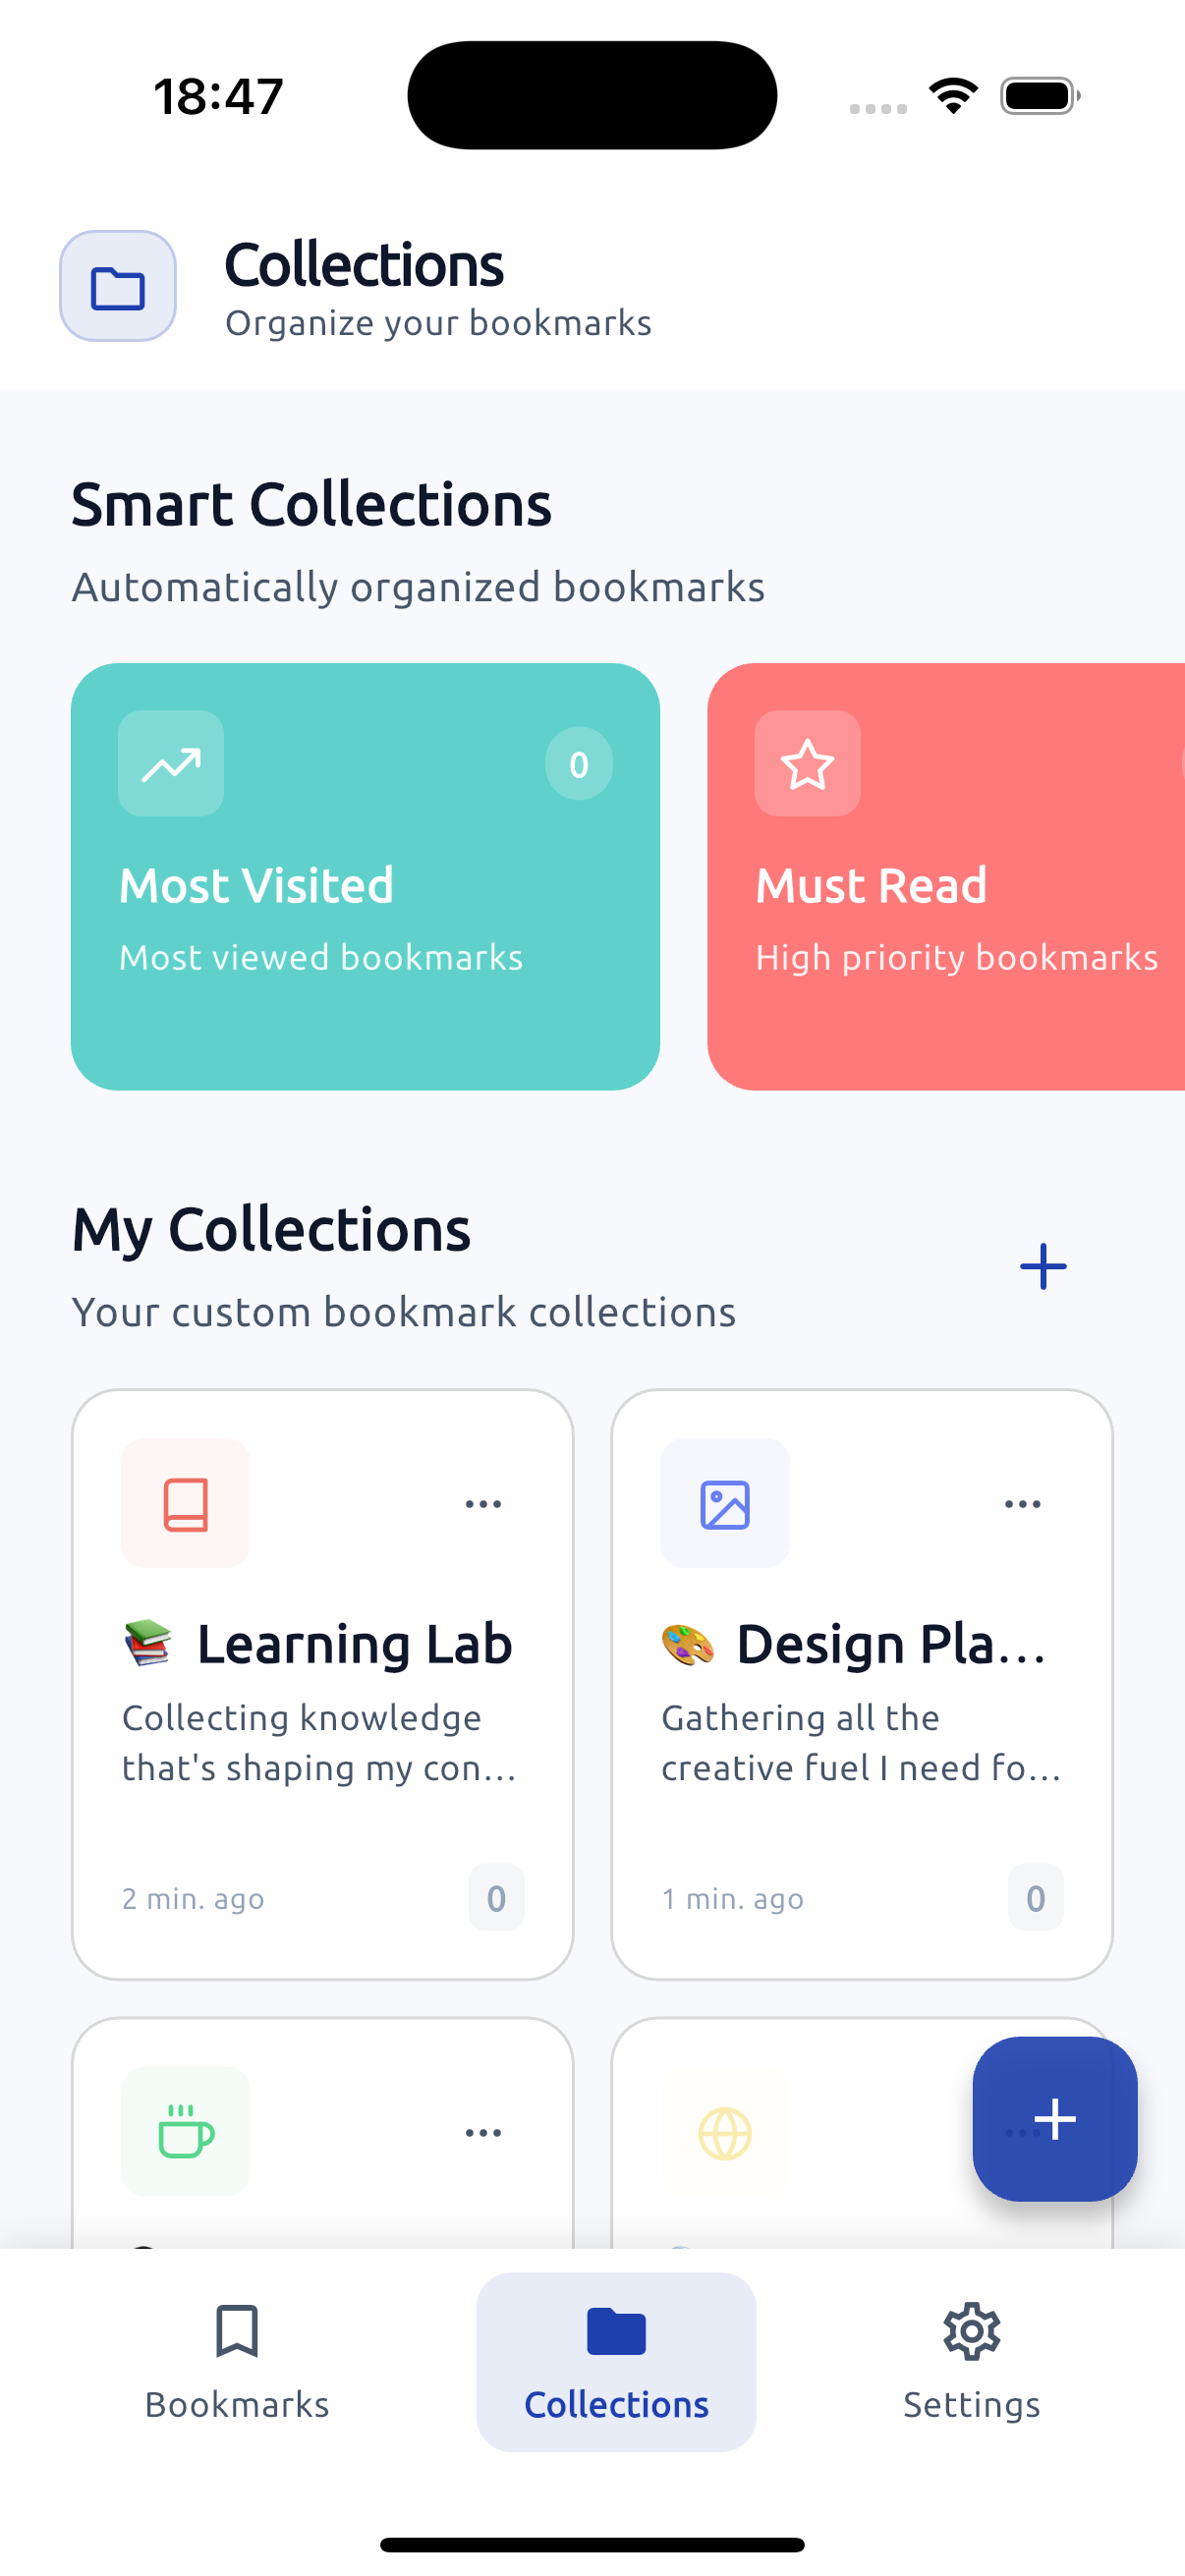 18:47
Collections
Organize your bookmarks
Smart Collections
Automatically organized bookmarks
0
Most Visited
Most viewed bookmarks
Must Read
High priority bookmarks
My Collections
Your custom bookmark collections
📚 Learning Lab
Collecting knowledge
that's shaping my con...
2 min. ago
0
🎨 Design Pla...
Gathering all the
creative fuel I need fo...
1 min. ago
0
Bookmarks
Collections
Settings